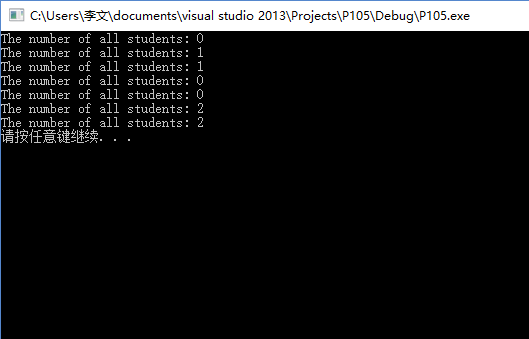 C:\Users\李文\documents\visual studio 2013\Projects\P105\Debug\P105.exe
The number of all students: 0
The number of all students: 1
The number of all students: 1
The number of all students: 0
The number of all students: 0
The number of all students: 2
The number of all students: 2
请按任意键继续. . .